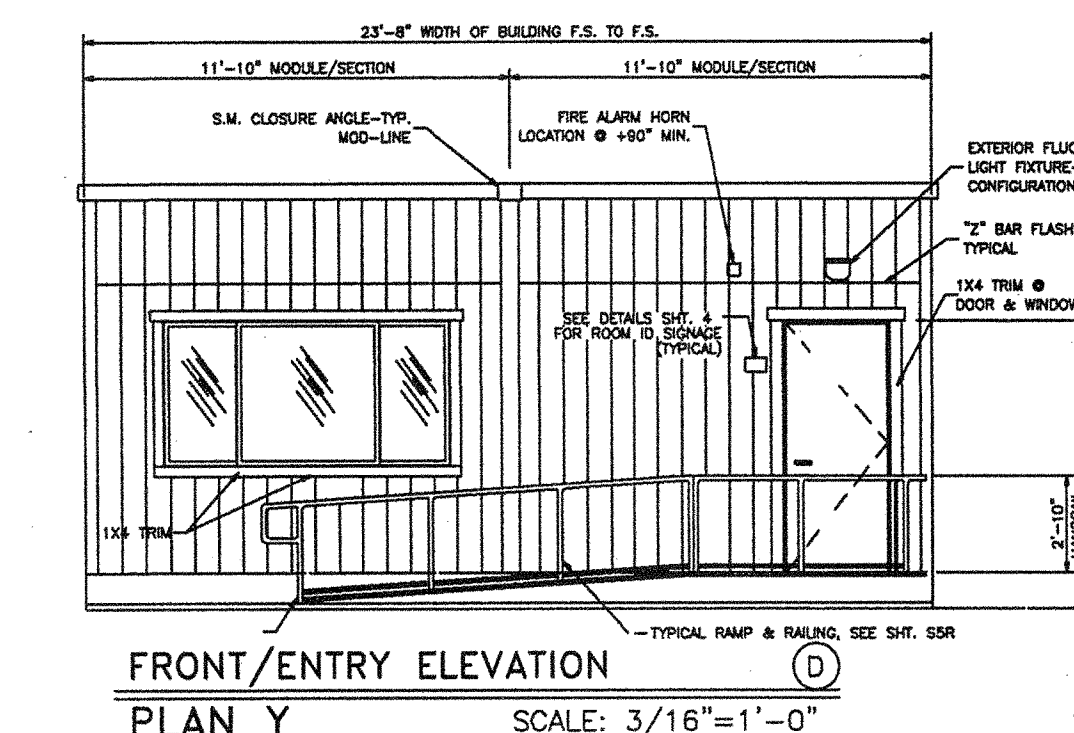 23'-8" WIDTH OF BUILDING F.S. TO F.S.
11'-10" MODULE/SECTION
11'-10" MODULE/SECTION
S.M. CLOSURE ANGLE-TYP.
MOD-LINE
FIRE ALARM HORN
LOCATION @ +90" MIN.
EXTERIOR FLUO
LIGHT FIXTURE-
CONFIGURATION
"Z" BAR FLASH
TYPICAL
1X4 TRIM @
DOOR & WINDOW
SEE DETAILS SHT. 4
FOR ROOM ID SIGNAGE
(TYPICAL)
1X4 TRIM
2'-10"
TYPICAL RAMP & RAILING, SEE SHT. S5R
FRONT/ENTRY ELEVATION
D
PLAN Y
SCALE: 3/16"=1'-0"